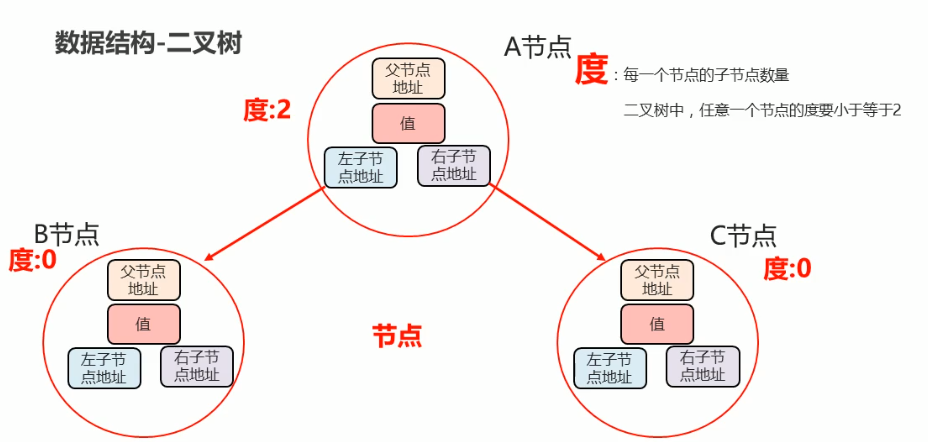 数据结构-二叉树
A节点
度：每一个节点的子节点数量
二叉树中，任意一个节点的度要小于等于2
度:2
父节点
地址
值
左子节
点地址
右子节
点地址
B节点
度:0
父节点
地址
值
左子节
点地址
右子节
点地址
节点
C节点
度:0
父节点
地址
值
左子节
点地址
右子节
点地址